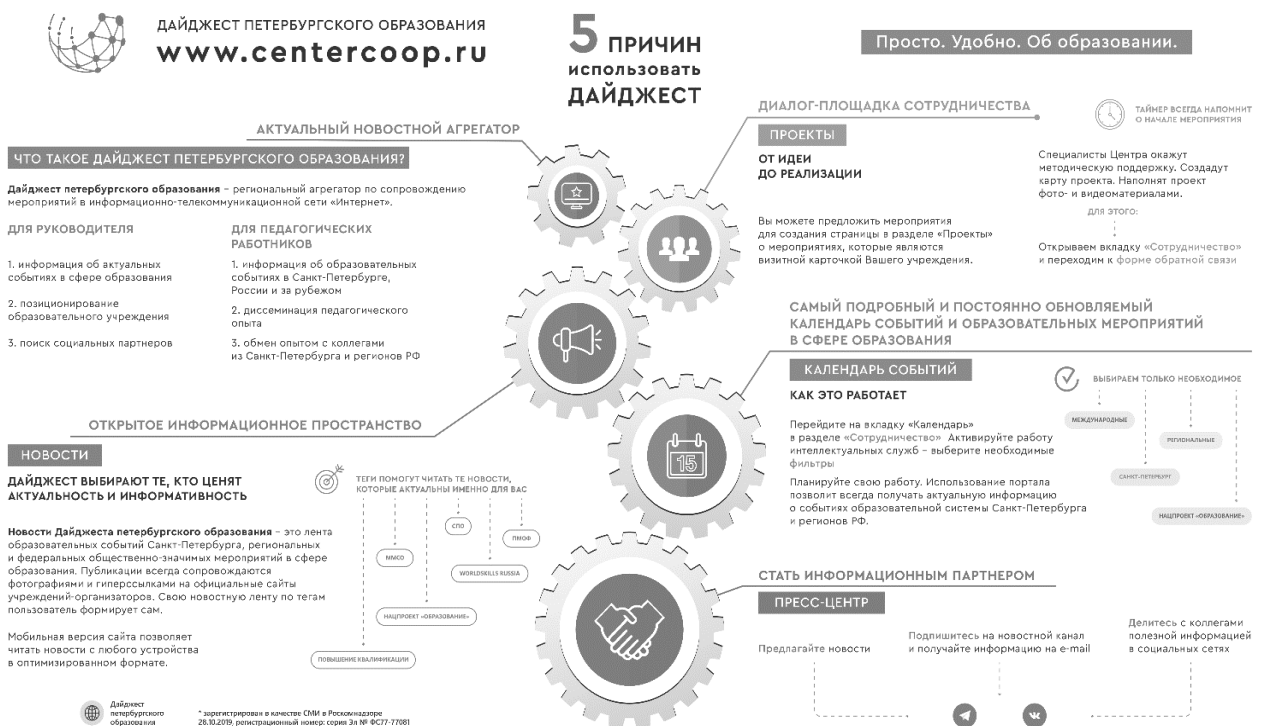 ДАЙДЖЕСТ ПЕТЕРБУРГСКОГО ОБРАЗОВАНИЯ
www.centercoop.ru
5 ПРИЧИН
использовать
ДАЙДЖЕСТ
Просто. Удобно. Об образовании.
АКТУАЛЬНЫЙ НОВОСТНОЙ АГРЕГАТОР
ЧТО ТАКОЕ ДАЙДЖЕСТ ПЕТЕРБУРГСКОГО ОБРАЗОВАНИЯ?
Дайджест петербургского образования – региональный агрегатор по сопровождению
мероприятий в информационно-телекоммуникационной сети «Интернет».
ДЛЯ РУКОВОДИТЕЛЯ
1. информация об актуальных
событиях в сфере образования
2. позиционирование
образовательного учреждения
3. поиск социальных партнеров
ДЛЯ ПЕДАГОГИЧЕСКИХ
РАБОТНИКОВ
1. информация об образовательных
событиях в Санкт-Петербурге,
России и за рубежом
2. диссеминация педагогического
опыта
3. обмен опытом с коллегами
из Санкт-Петербурга и регионов РФ
ДИАЛОГ-ПЛОЩАДКА СОТРУДНИЧЕСТВА
ПРОЕКТЫ
ОТ ИДЕИ
ДО РЕАЛИЗАЦИИ
Вы можете предложить мероприятия
для создания страницы в разделе «Проекты»
о мероприятиях, которые являются
визитной карточкой Вашего учреждения.
ТАЙМЕР ВСЕГДА НАПОМНИТ
О НАЧАЛЕ МЕРОПРИЯТИЯ
Специалисты Центра окажут
методическую поддержку. Создадут
карту проекта. Наполнят проект
фото- и видеоматериалами.
ДЛЯ ЭТОГО:
Открываем вкладку «Сотрудничество»
и переходим к форме обратной связи
САМЫЙ ПОДРОБНЫЙ И ПОСТОЯННО ОБНОВЛЯЕМЫЙ
КАЛЕНДАРЬ СОБЫТИЙ И ОБРАЗОВАТЕЛЬНЫХ МЕРОПРИЯТИЙ
В СФЕРЕ ОБРАЗОВАНИЯ
КАЛЕНДАРЬ СОБЫТИЙ
КАК ЭТО РАБОТАЕТ
Перейдите на вкладку «Календарь»
в разделе «Сотрудничество» Активируйте работу
интеллектуальных служб – выберите необходимые
фильтры
Планируйте свою работу. Использование портала
позволит всегда получать актуальную информацию
о событиях образовательной системы Санкт-Петербурга
и регионов РФ.
ВЫБИРАЕМ ТОЛЬКО НЕОБХОДИМОЕ
МЕЖДУНАРОДНЫЕ
РЕГИОНАЛЬНЫЕ
САНКТ-ПЕТЕРБУРГ
НАЦПРОЕКТ «ОБРАЗОВАНИЕ»
15
ОТКРЫТОЕ ИНФОРМАЦИОННОЕ ПРОСТРАНСТВО
НОВОСТИ
ДАЙДЖЕСТ ВЫБИРАЮТ ТЕ, КТО ЦЕНЯТ
АКТУАЛЬНОСТЬ И ИНФОРМАТИВНОСТЬ
Новости Дайджеста петербургского образования – это лента
образовательных событий Санкт-Петербурга, региональных
и федеральных общественно-значимых мероприятий в сфере
образования. Публикации всегда сопровождаются
фотографиями и гиперссылками на официальные сайты
учреждений-организаторов. Свою новостную ленту по тегам
пользователь формирует сам.
Мобильная версия сайта позволяет
читать новости с любого устройства
в оптимизированном формате.
ТЕГИ ПОМОГУТ ЧИТАТЬ ТЕ НОВОСТИ,
КОТОРЫЕ АКТУАЛЬНЫ ИМЕННО ДЛЯ ВАС
СПО
ПМОФ
ММСО
WORLDSKILLS RUSSIA
НАЦПРОЕКТ «ОБРАЗОВАНИЕ»
ПОВЫШЕНИЕ КВАЛИФИКАЦИИ
СТАТЬ ИНФОРМАЦИОННЫМ ПАРТНЕРОМ
ПРЕСС-ЦЕНТР
Предлагайте новости
Подпишитесь на новостной канал
и получайте информацию на e-mail
Делитесь с коллегами
полезной информацией
в социальных сетях
Дайджест
петербургского
образования
* зарегистрирован в качестве СМИ в Роскомнадзоре
28.10.2019, регистрационный номер: серия Эл № ФС77-77081